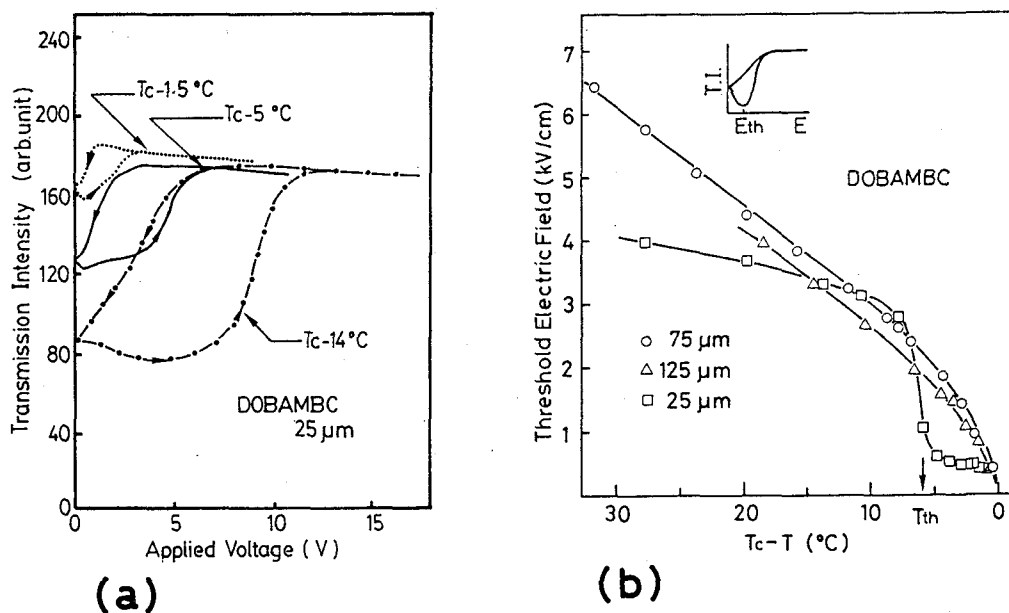 240
200
160
120
80
40
0
0
5
10
15
Transmission Intensity (arb.unit)
Applied Voltage (V)
Tc-1·5 °C
Tc-5 °C
Tc-14°C
DOBAMBC
25 μm
(a)
7
6
5
4
3
2
1
30
20
10
0
Threshold Electric Field (kV/cm)
Tc-T (°C)
T.I.
Eth
E
DOBAMBC
75 μm
125 μm
25 μm
Tth
(b)